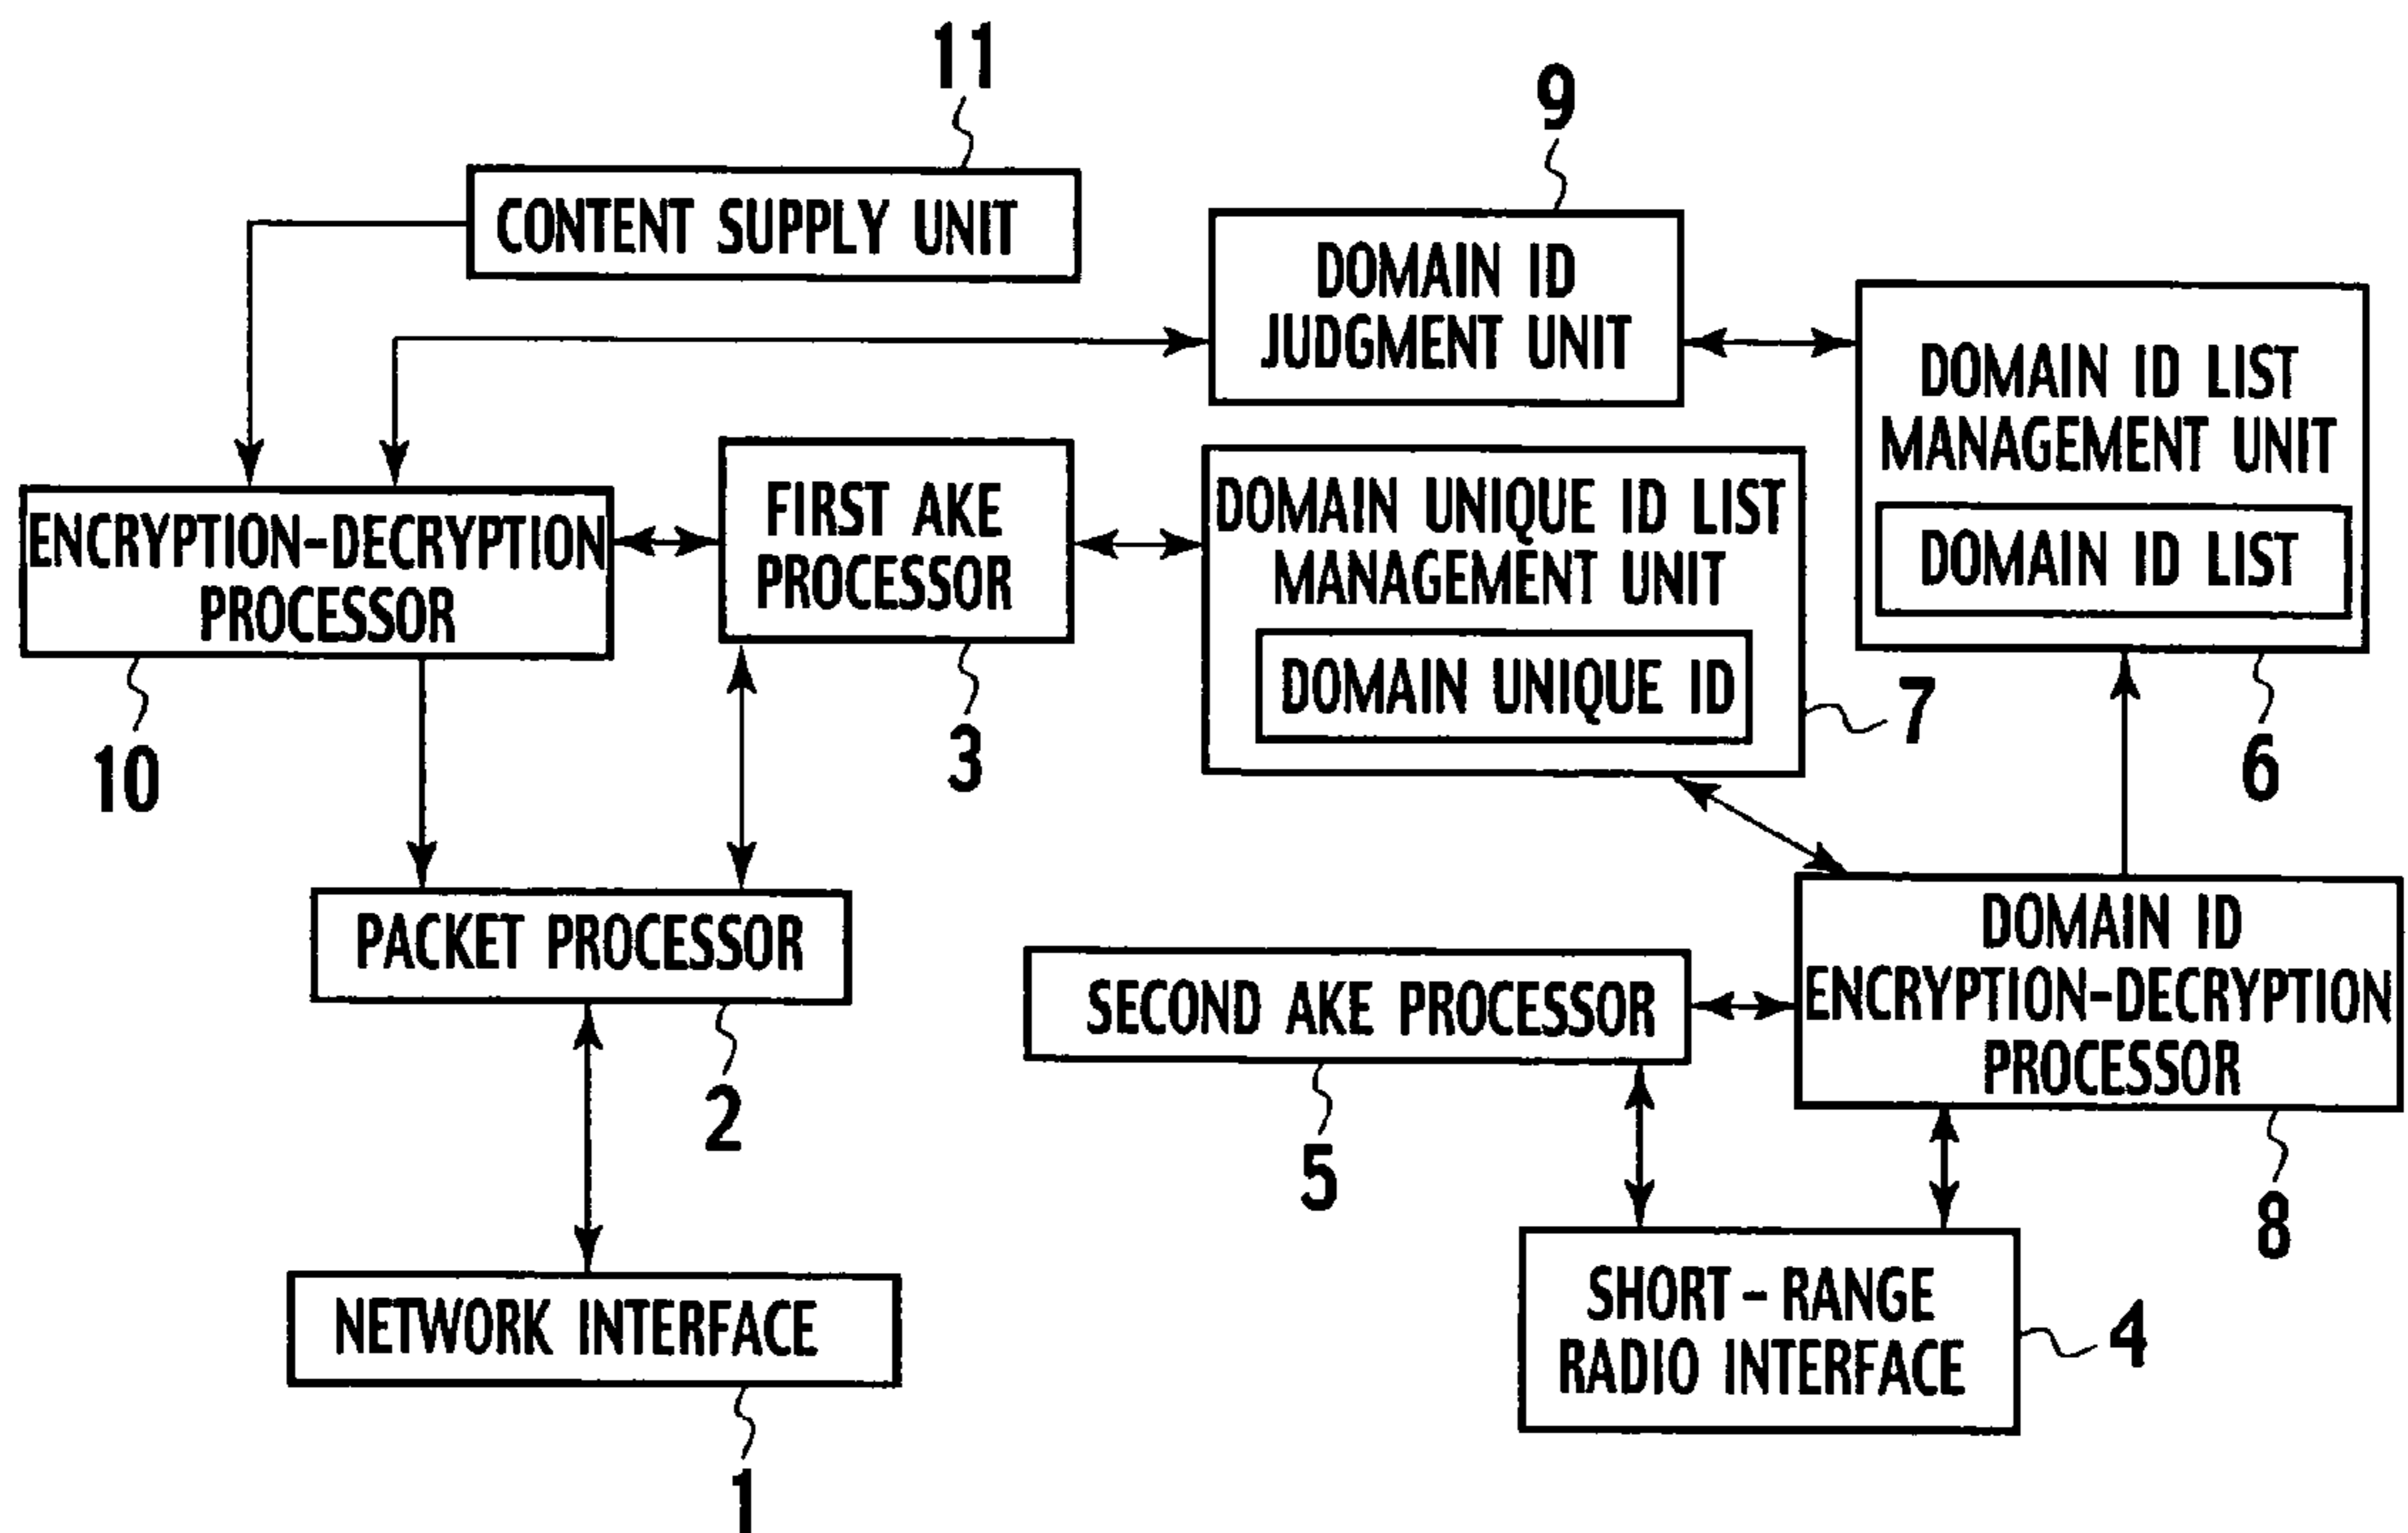 11
9
CONTENT SUPPLY UNIT
DOMAIN ID
JUDGMENT UNIT
DOMAIN ID LIST
MANAGEMENT UNIT
DOMAIN ID LIST
6
ENCRYPTION-DECRYPTION
PROCESSOR
10
FIRST AKE
PROCESSOR
3
DOMAIN UNIQUE ID LIST
MANAGEMENT UNIT
DOMAIN UNIQUE ID
7
PACKET PROCESSOR
2
SECOND AKE PROCESSOR
5
DOMAIN ID
ENCRYPTION-DECRYPTION
PROCESSOR
8
NETWORK INTERFACE
1
SHORT-RANGE
RADIO INTERFACE
4